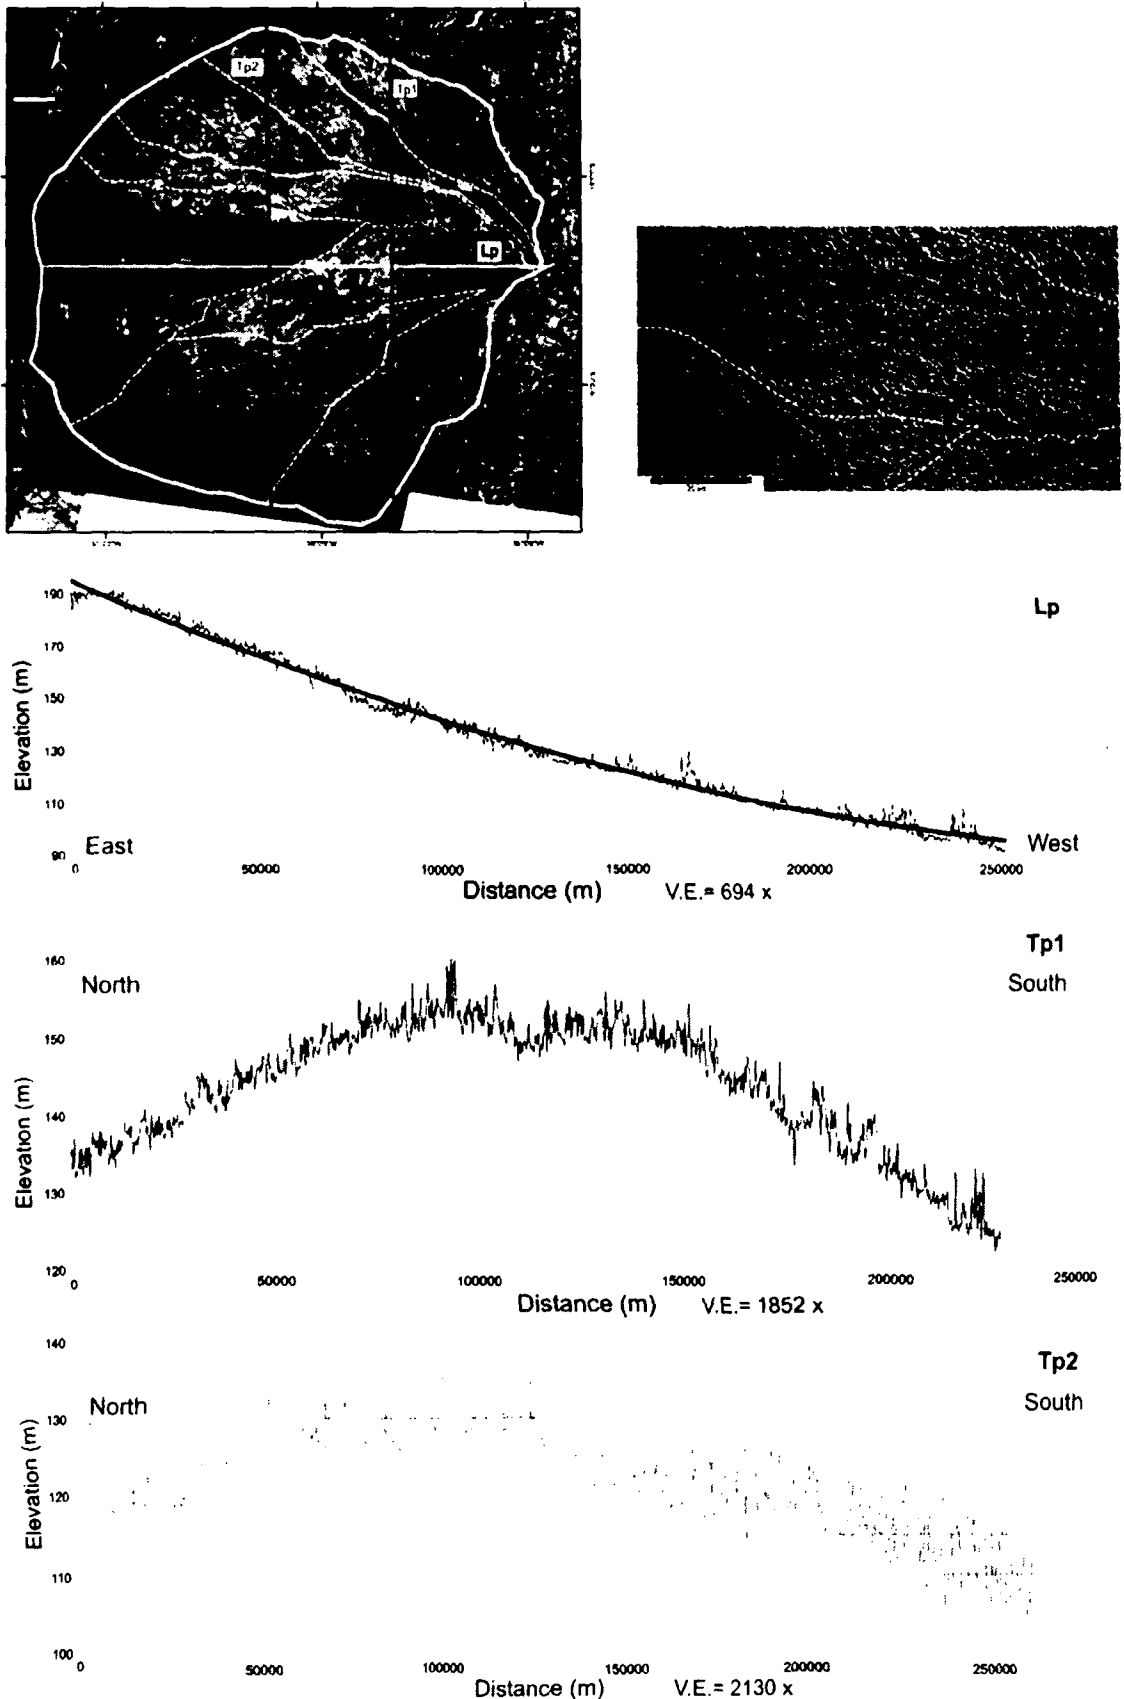 Tp2
Tp1
Lp
Lp
190
170
150
130
110
90
Elevation (m)
East
West
0 50000 100000 150000 200000 250000
Distance (m) V.E.= 694 x
Tp1
North
South
160
150
140
130
120
Elevation (m)
0 50000 100000 150000 200000 250000
Distance (m) V.E.= 1852 x
Tp2
North
South
140
130
120
110
100
Elevation (m)
0 50000 100000 150000 200000 250000
Distance (m) V.E.= 2130 x